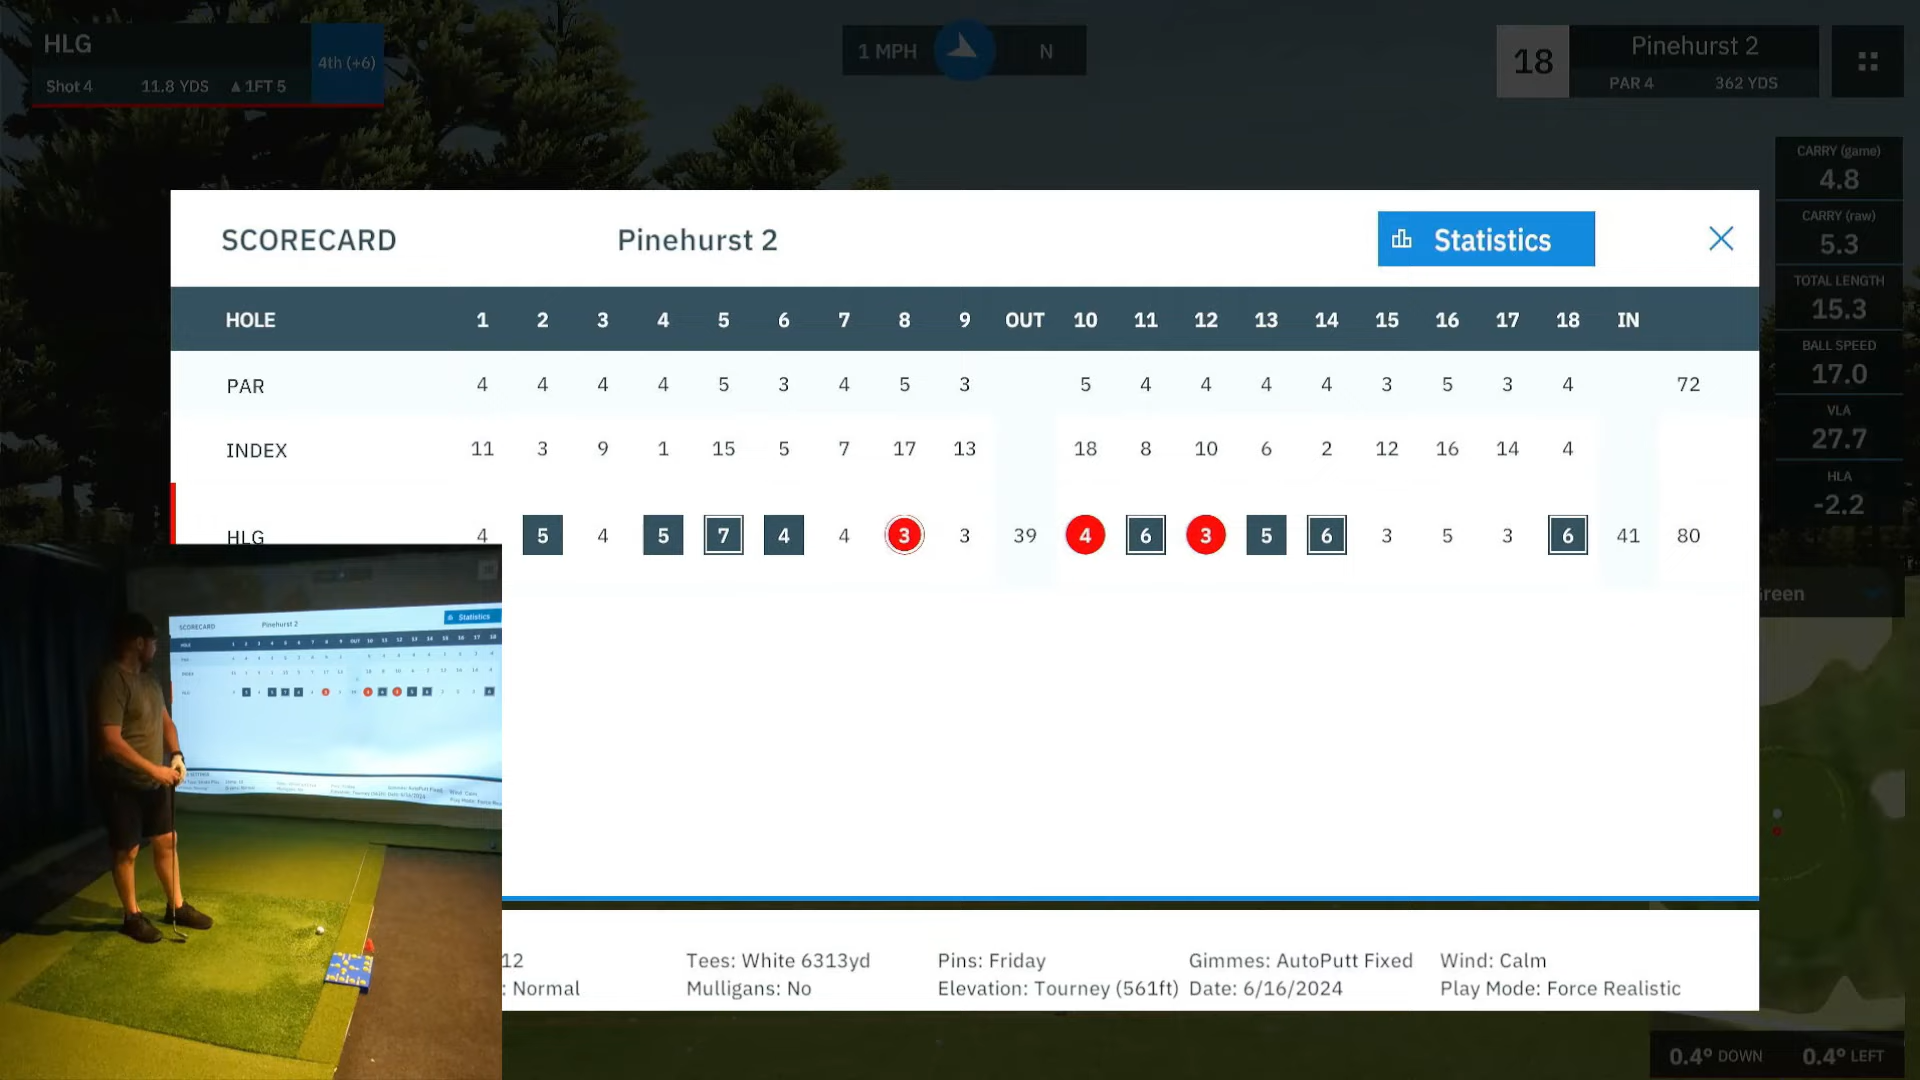 HLG
Shot 4 11.8 YDS ▲1FT 5
4th (+6)
1 MPH N
18
Pinehurst 2
PAR 4 362 YDS
CARRY (game)
4.8
CARRY (raw)
5.3
TOTAL LENGTH
15.3
BALL SPEED
17.0
VLA
27.7
HLA
-2.2
SCORECARD Pinehurst 2 Statistics
HOLE 1 2 3 4 5 6 7 8 9 OUT 10 11 12 13 14 15 16 17 18 IN
PAR 4 4 4 4 5 3 4 5 3 5 4 4 4 4 3 5 3 4 72
INDEX 11 3 9 1 15 5 7 17 13 18 8 10 6 2 12 16 14 4
HLG 4 5 4 5 7 4 4 3 3 39 4 6 3 5 6 3 5 3 6 41 80
SCORECARD Pinehurst 2 Statistics
12 Tees: White 6313yd Pins: Friday Gimmes: AutoPutt Fixed Wind: Calm
: Normal Mulligans: No Elevation: Tourney (561ft) Date: 6/16/2024 Play Mode: Force Realistic
0.4° DOWN 0.4° LEFT